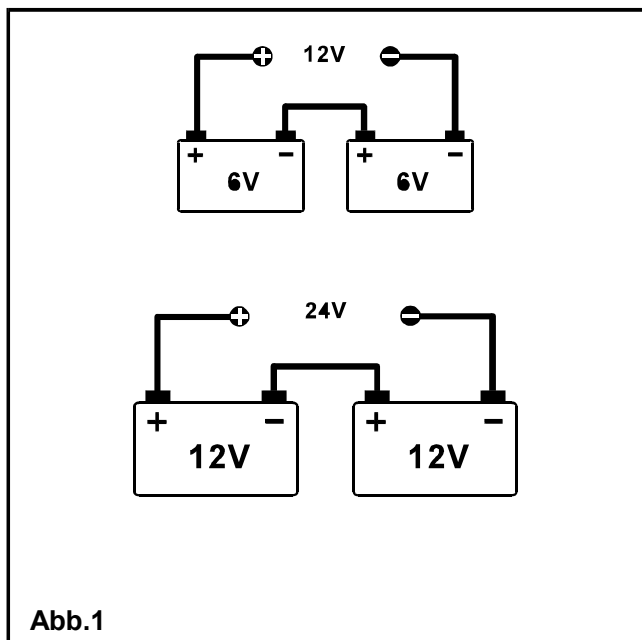 + 12V −
+ − + −
6V 6V
+ 24V −
+ − + −
12V 12V
Abb.1